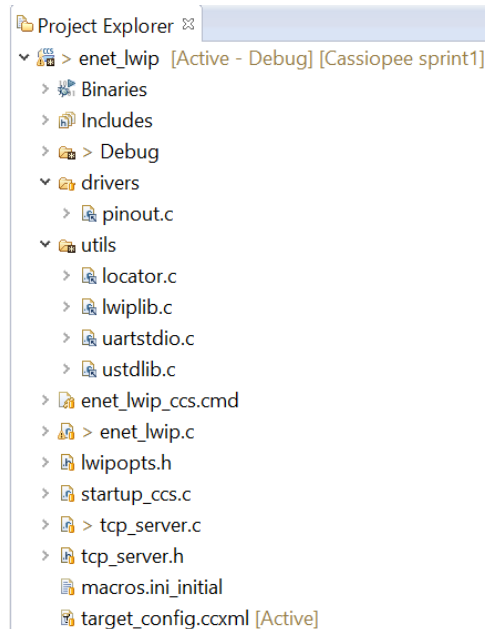 Project Explorer
> enet_lwip [Active - Debug] [Cassiopee sprint1]
Binaries
Includes
> Debug
drivers
pinout.c
utils
locator.c
lwiplib.c
uartstdio.c
ustdlib.c
enet_lwip_ccs.cmd
> enet_lwip.c
lwipopts.h
startup_ccs.c
> tcp_server.c
tcp_server.h
macros.ini_initial
target_config.ccxml [Active]